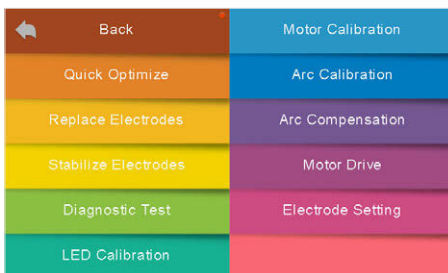 Back
Quick Optimize
Replace Electrodes
Stabilize Electrodes
Diagnostic Test
LED Calibration
Motor Calibration
Arc Calibration
Arc Compensation
Motor Drive
Electrode Setting